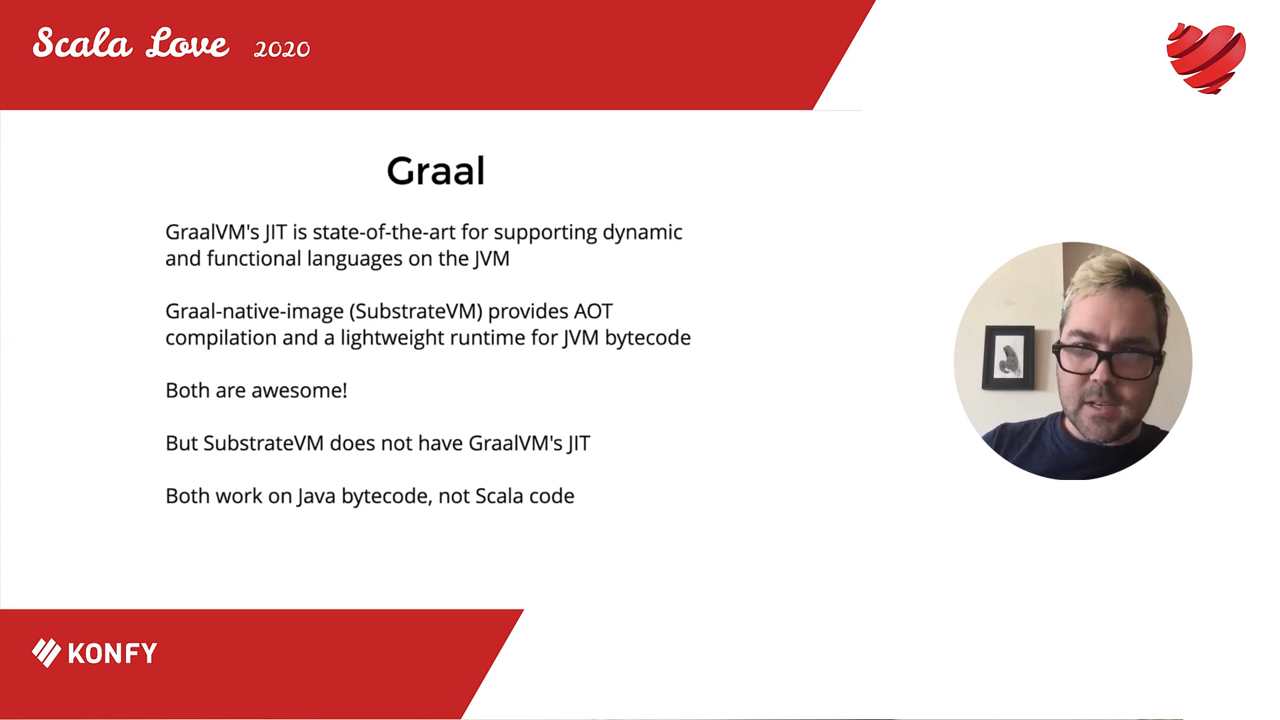 Scala Love 2020
Graal
GraalVM's JIT is state-of-the-art for supporting dynamic
and functional languages on the JVM
Graal-native-image (SubstrateVM) provides AOT
compilation and a lightweight runtime for JVM bytecode
Both are awesome!
But SubstrateVM does not have GraalVM's JIT
Both work on Java bytecode, not Scala code
KONFY